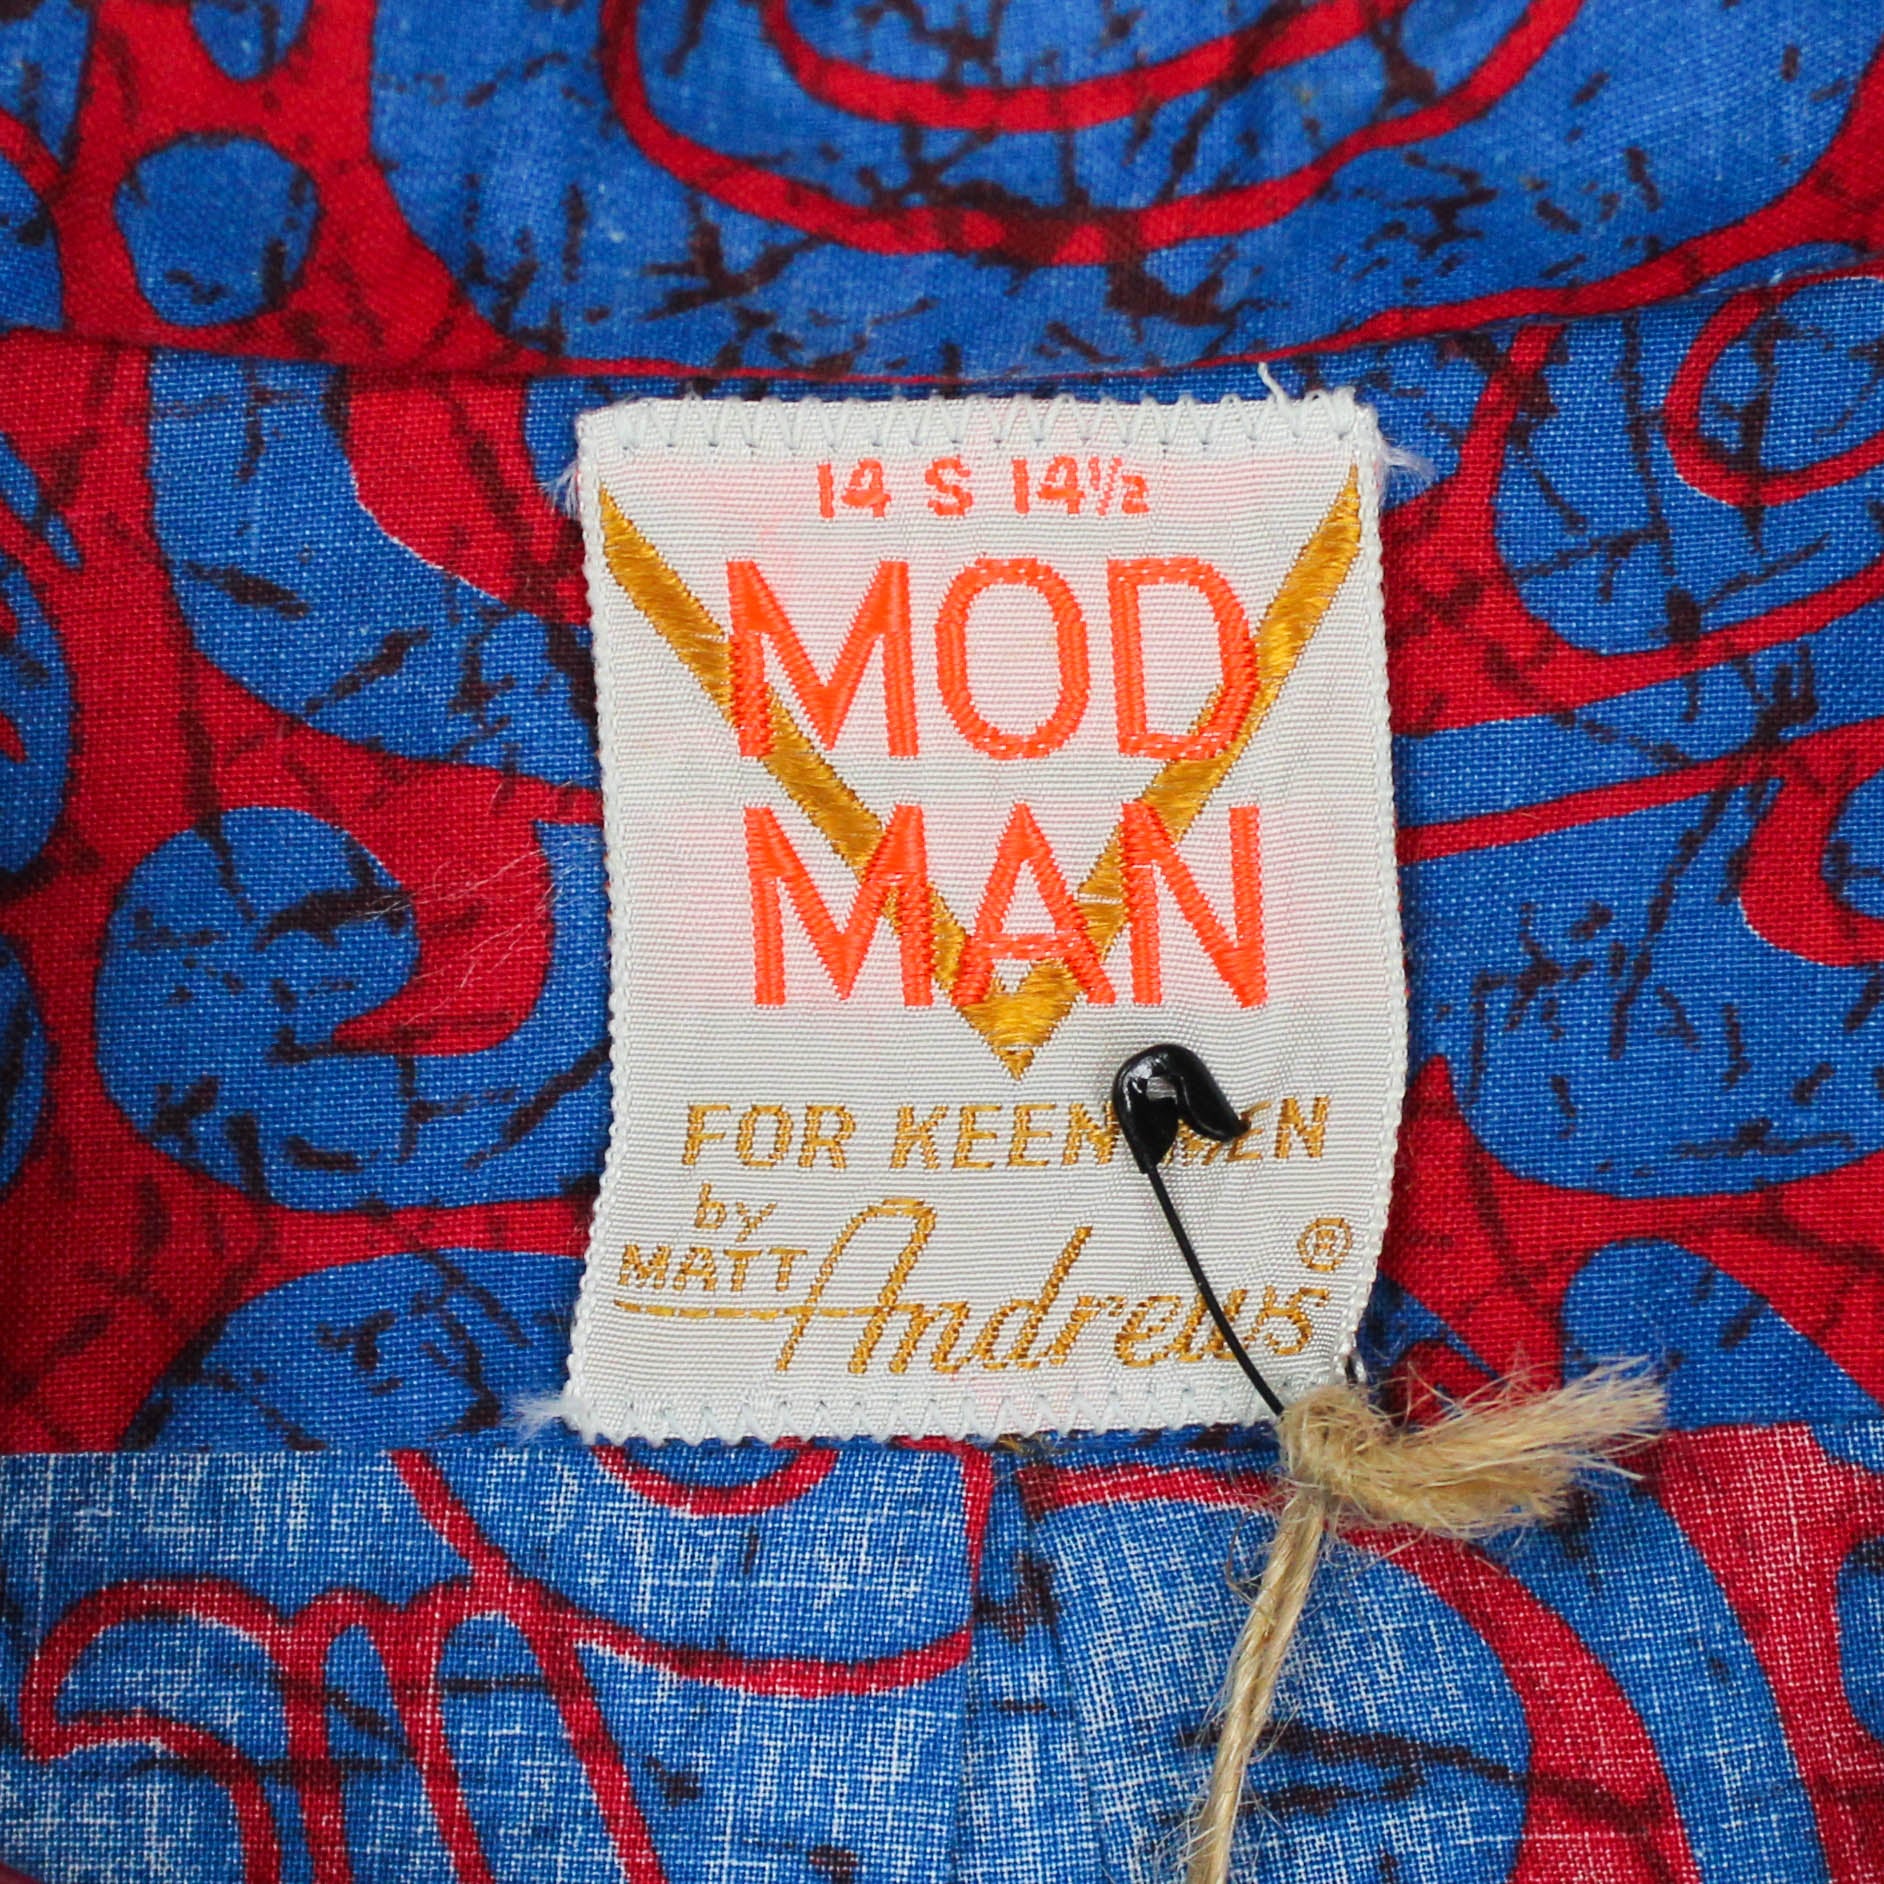 14 S 14½
MOD
MAN
FOR KEEN MEN
by
MATT Andrews ®